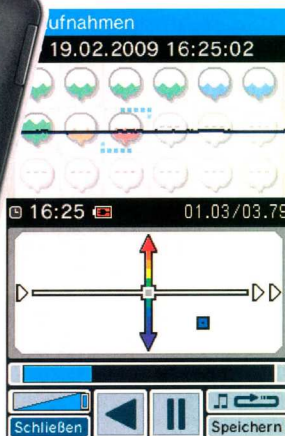 ufnahmen
19.02.2009 16:25:02
16:25
01.03/03.79
Schließen
Speichern